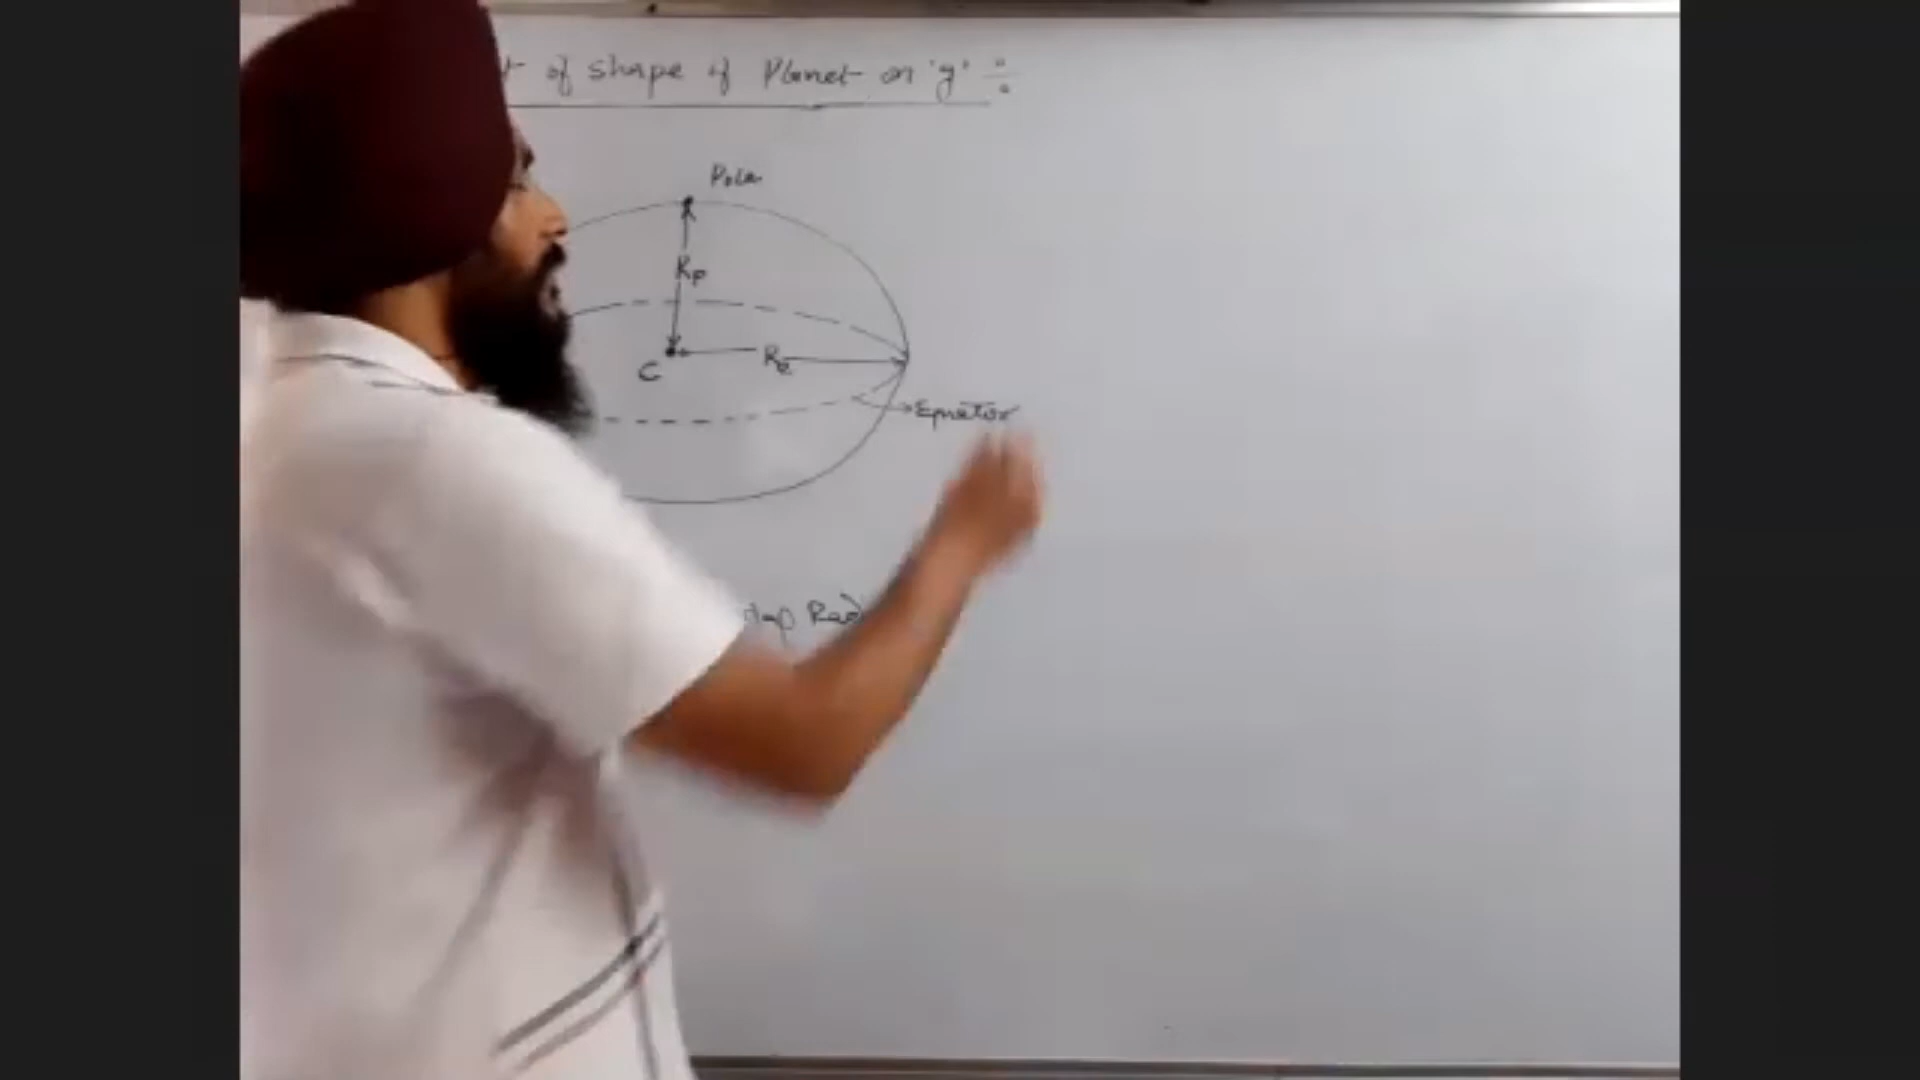 of shape of Planet on 'g' :
Pole
Rp
C
Re
Equator
Rad